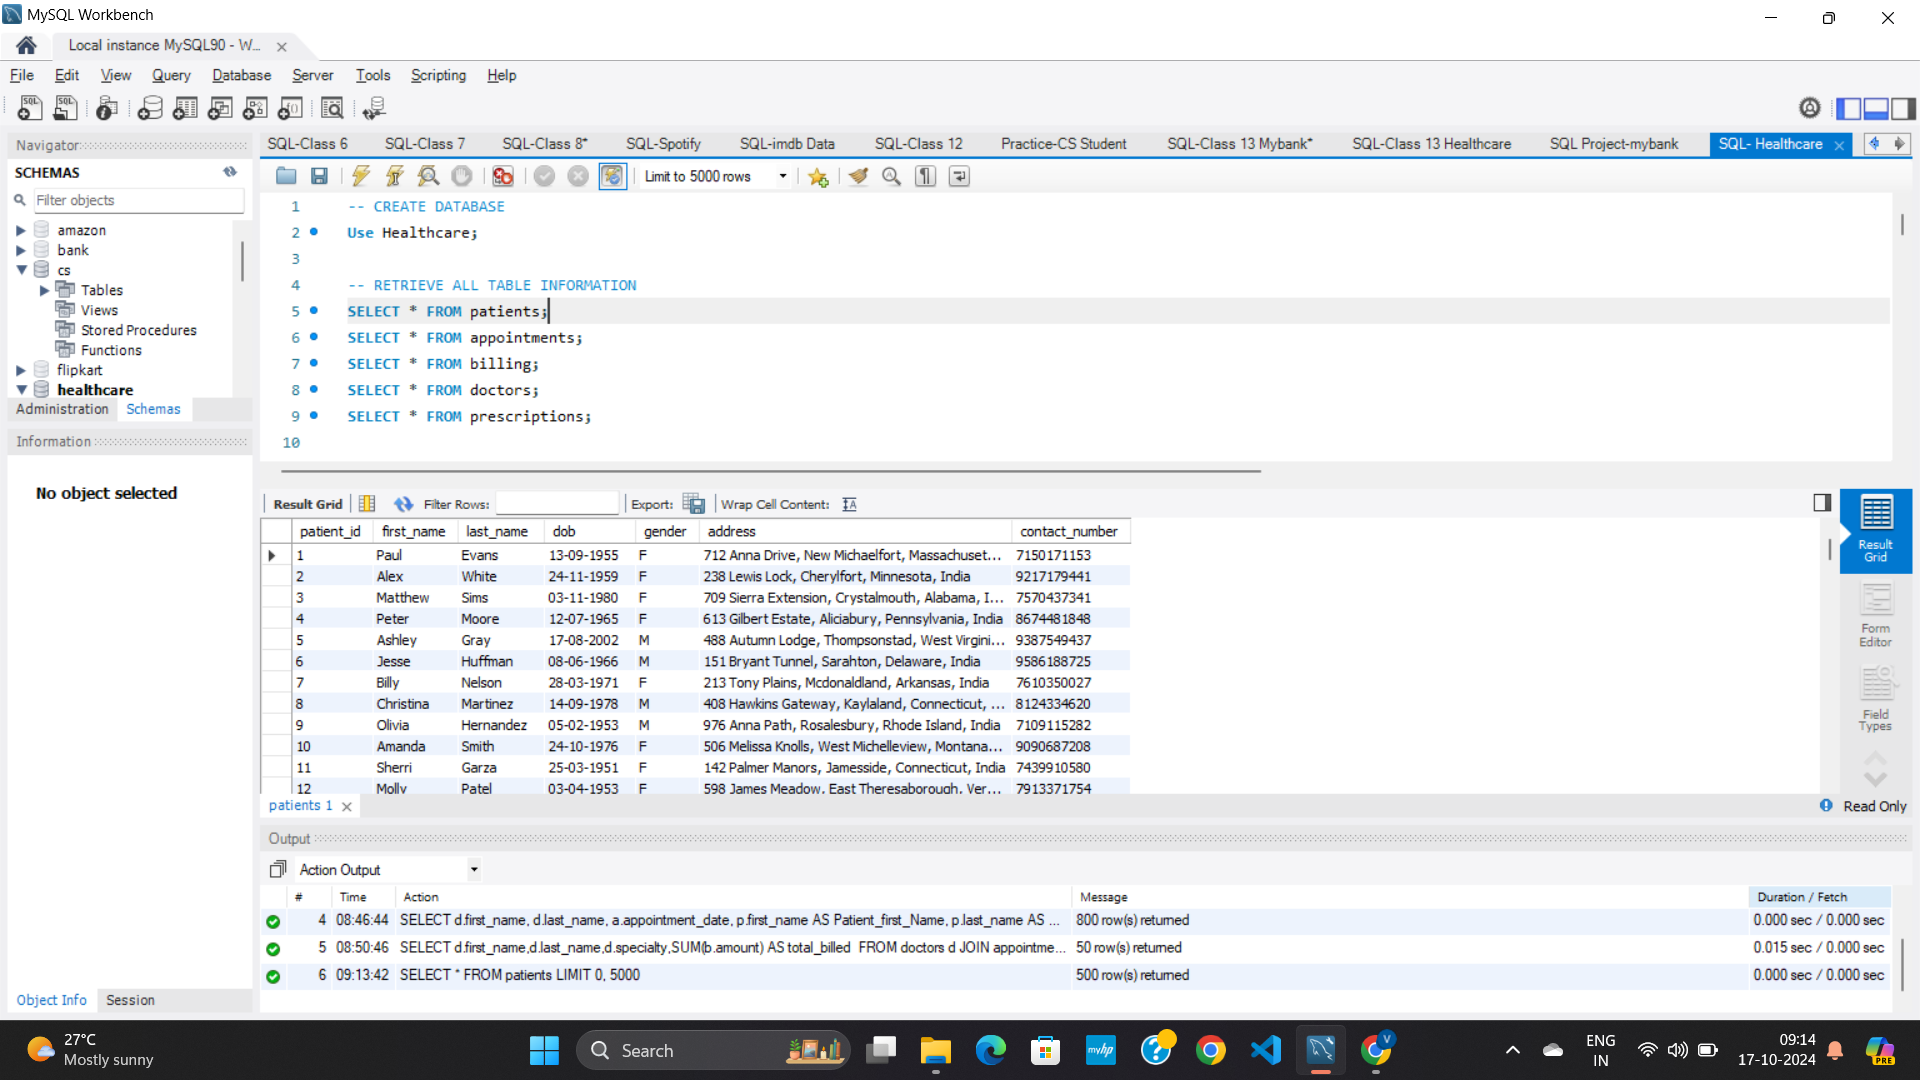 MySQL Workbench
Local instance MySQL90 - W...
File Edit View Query Database Server Tools Scripting Help
Navigator
SCHEMAS
Filter objects
amazon
bank
cs
Tables
Views
Stored Procedures
Functions
flipkart
healthcare
Administration Schemas
Information
No object selected
Object Info Session
SQL-Class 6 SQL-Class 7 SQL-Class 8* SQL-Spotify SQL-imdb Data SQL-Class 12 Practice-CS Student SQL-Class 13 Mybank* SQL-Class 13 Healthcare SQL Project-mybank SQL- Healthcare
Limit to 5000 rows
1 -- CREATE DATABASE
2 Use Healthcare;
3
4 -- RETRIEVE ALL TABLE INFORMATION
5 SELECT * FROM patients;
6 SELECT * FROM appointments;
7 SELECT * FROM billing;
8 SELECT * FROM doctors;
9 SELECT * FROM prescriptions;
10
Result Grid Filter Rows: Export: Wrap Cell Content:
patient_id first_name last_name dob gender address contact_number
1 Paul Evans 13-09-1955 F 712 Anna Drive, New Michaelfort, Massachuset... 7150171153
2 Alex White 24-11-1959 F 238 Lewis Lock, Cherylfort, Minnesota, India 9217179441
3 Matthew Sims 03-11-1980 F 709 Sierra Extension, Crystalmouth, Alabama, I... 7570437341
4 Peter Moore 12-07-1965 F 613 Gilbert Estate, Aliciabury, Pennsylvania, India 8674481848
5 Ashley Gray 17-08-2002 M 488 Autumn Lodge, Thompsonstad, West Virgini... 9387549437
6 Jesse Huffman 08-06-1966 M 151 Bryant Tunnel, Sarahton, Delaware, India 9586188725
7 Billy Nelson 28-03-1971 F 213 Tony Plains, Mcdonaldland, Arkansas, India 7610350027
8 Christina Martinez 14-09-1978 M 408 Hawkins Gateway, Kaylaland, Connecticut, ... 8124334620
9 Olivia Hernandez 05-02-1953 M 976 Anna Path, Rosalesbury, Rhode Island, India 7109115282
10 Amanda Smith 24-10-1976 F 506 Melissa Knolls, West Michelleview, Montana... 9090687208
11 Sherri Garza 25-03-1951 F 142 Palmer Manors, Jamesside, Connecticut, India 7439910580
12 Molly Patel 03-04-1953 F 598 James Meadow, East Theresaborough, Ver... 7913371754
Result
Grid
Form
Editor
Field
Types
patients 1
Read Only
Output
Action Output
# Time Action Message Duration / Fetch
4 08:46:44 SELECT d.first_name, d.last_name, a.appointment_date, p.first_name AS Patient_first_Name, p.last_name AS ... 800 row(s) returned 0.000 sec / 0.000 sec
5 08:50:46 SELECT d.first_name,d.last_name,d.specialty,SUM(b.amount) AS total_billed FROM doctors d JOIN appointme... 50 row(s) returned 0.015 sec / 0.000 sec
6 09:13:42 SELECT * FROM patients LIMIT 0, 5000 500 row(s) returned 0.000 sec / 0.000 sec
27°C
Mostly sunny
Search
myhp
V
ENG
IN
09:14
17-10-2024
PRE